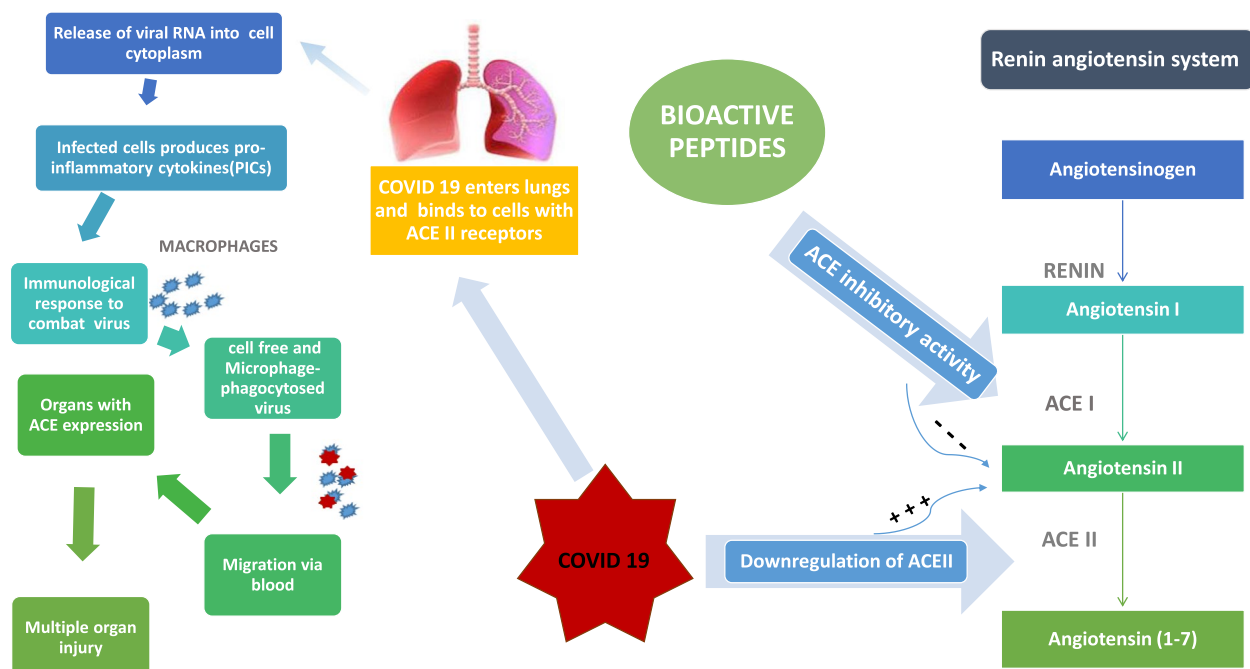 Release of viral RNA into cell
cytoplasm
Infected cells produces pro-
inflammatory cytokines(PICs)
MACROPHAGES
Immunological
response to
combat virus
cell free and
Microphage-
phagocytosed
virus
Organs with
ACE expression
Migration via
blood
Multiple organ
injury
COVID 19 enters lungs
and binds to cells with
ACE II receptors
COVID 19
BIOACTIVE
PEPTIDES
ACE inhibitory activity
- - -
+ + +
Downregulation of ACEII
Renin angiotensin system
Angiotensinogen
RENIN
Angiotensin I
ACE I
Angiotensin II
ACE II
Angiotensin (1-7)